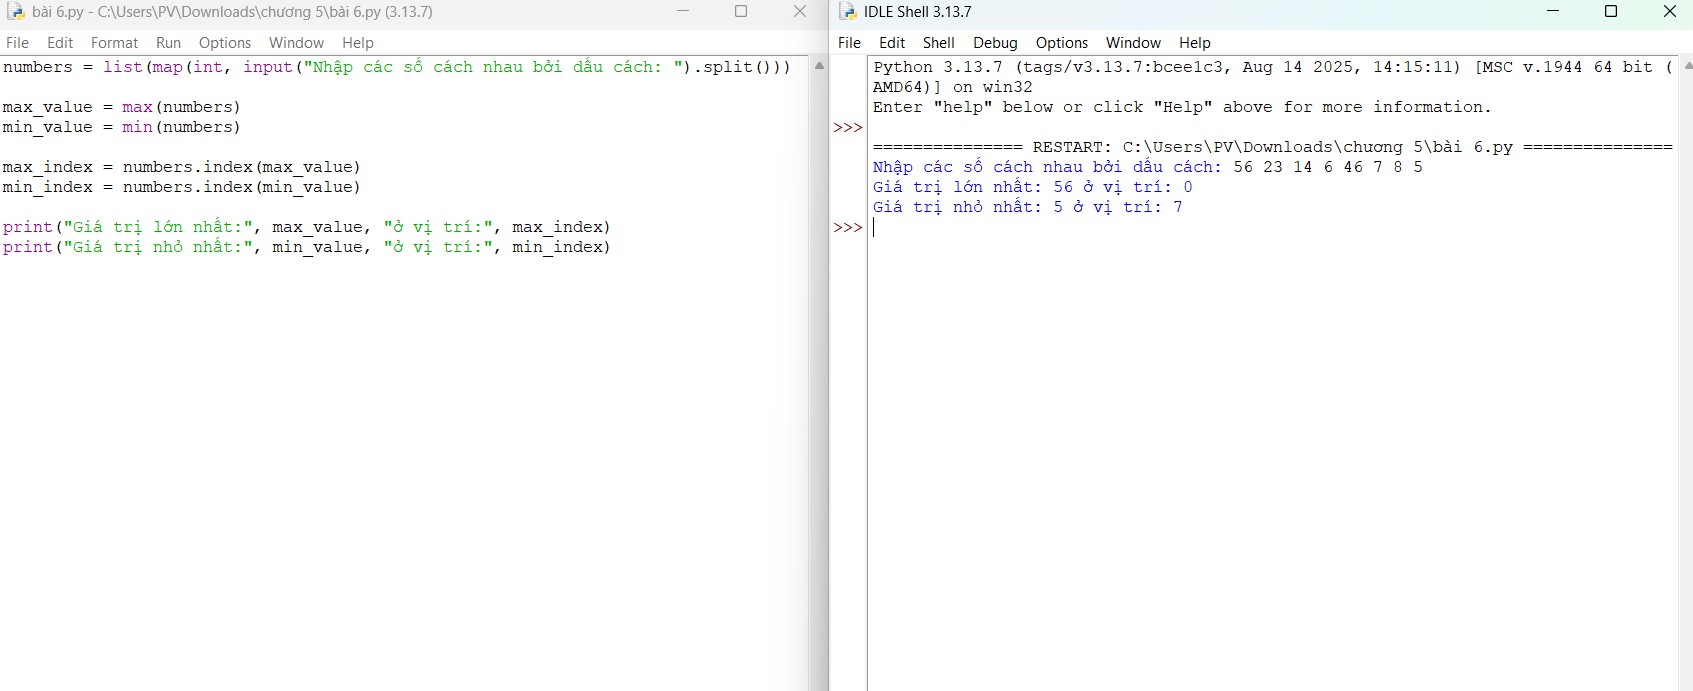 bài 6.py - C:\Users\PV\Downloads\chương 5\bài 6.py (3.13.7)
File Edit Format Run Options Window Help
numbers = list(map(int, input("Nhập các số cách nhau bởi dấu cách: ").split()))
max_value = max(numbers)
min_value = min(numbers)
max_index = numbers.index(max_value)
min_index = numbers.index(min_value)
print("Giá trị lớn nhất:", max_value, "ở vị trí:", max_index)
print("Giá trị nhỏ nhất:", min_value, "ở vị trí:", min_index)
IDLE Shell 3.13.7
File Edit Shell Debug Options Window Help
Python 3.13.7 (tags/v3.13.7:bcee1c3, Aug 14 2025, 14:15:11) [MSC v.1944 64 bit (
AMD64)] on win32
Enter "help" below or click "Help" above for more information.
>>>
=============== RESTART: C:\Users\PV\Downloads\chương 5\bài 6.py ===============
Nhập các số cách nhau bởi dấu cách: 56 23 14 6 46 7 8 5
Giá trị lớn nhất: 56 ở vị trí: 0
Giá trị nhỏ nhất: 5 ở vị trí: 7
>>>